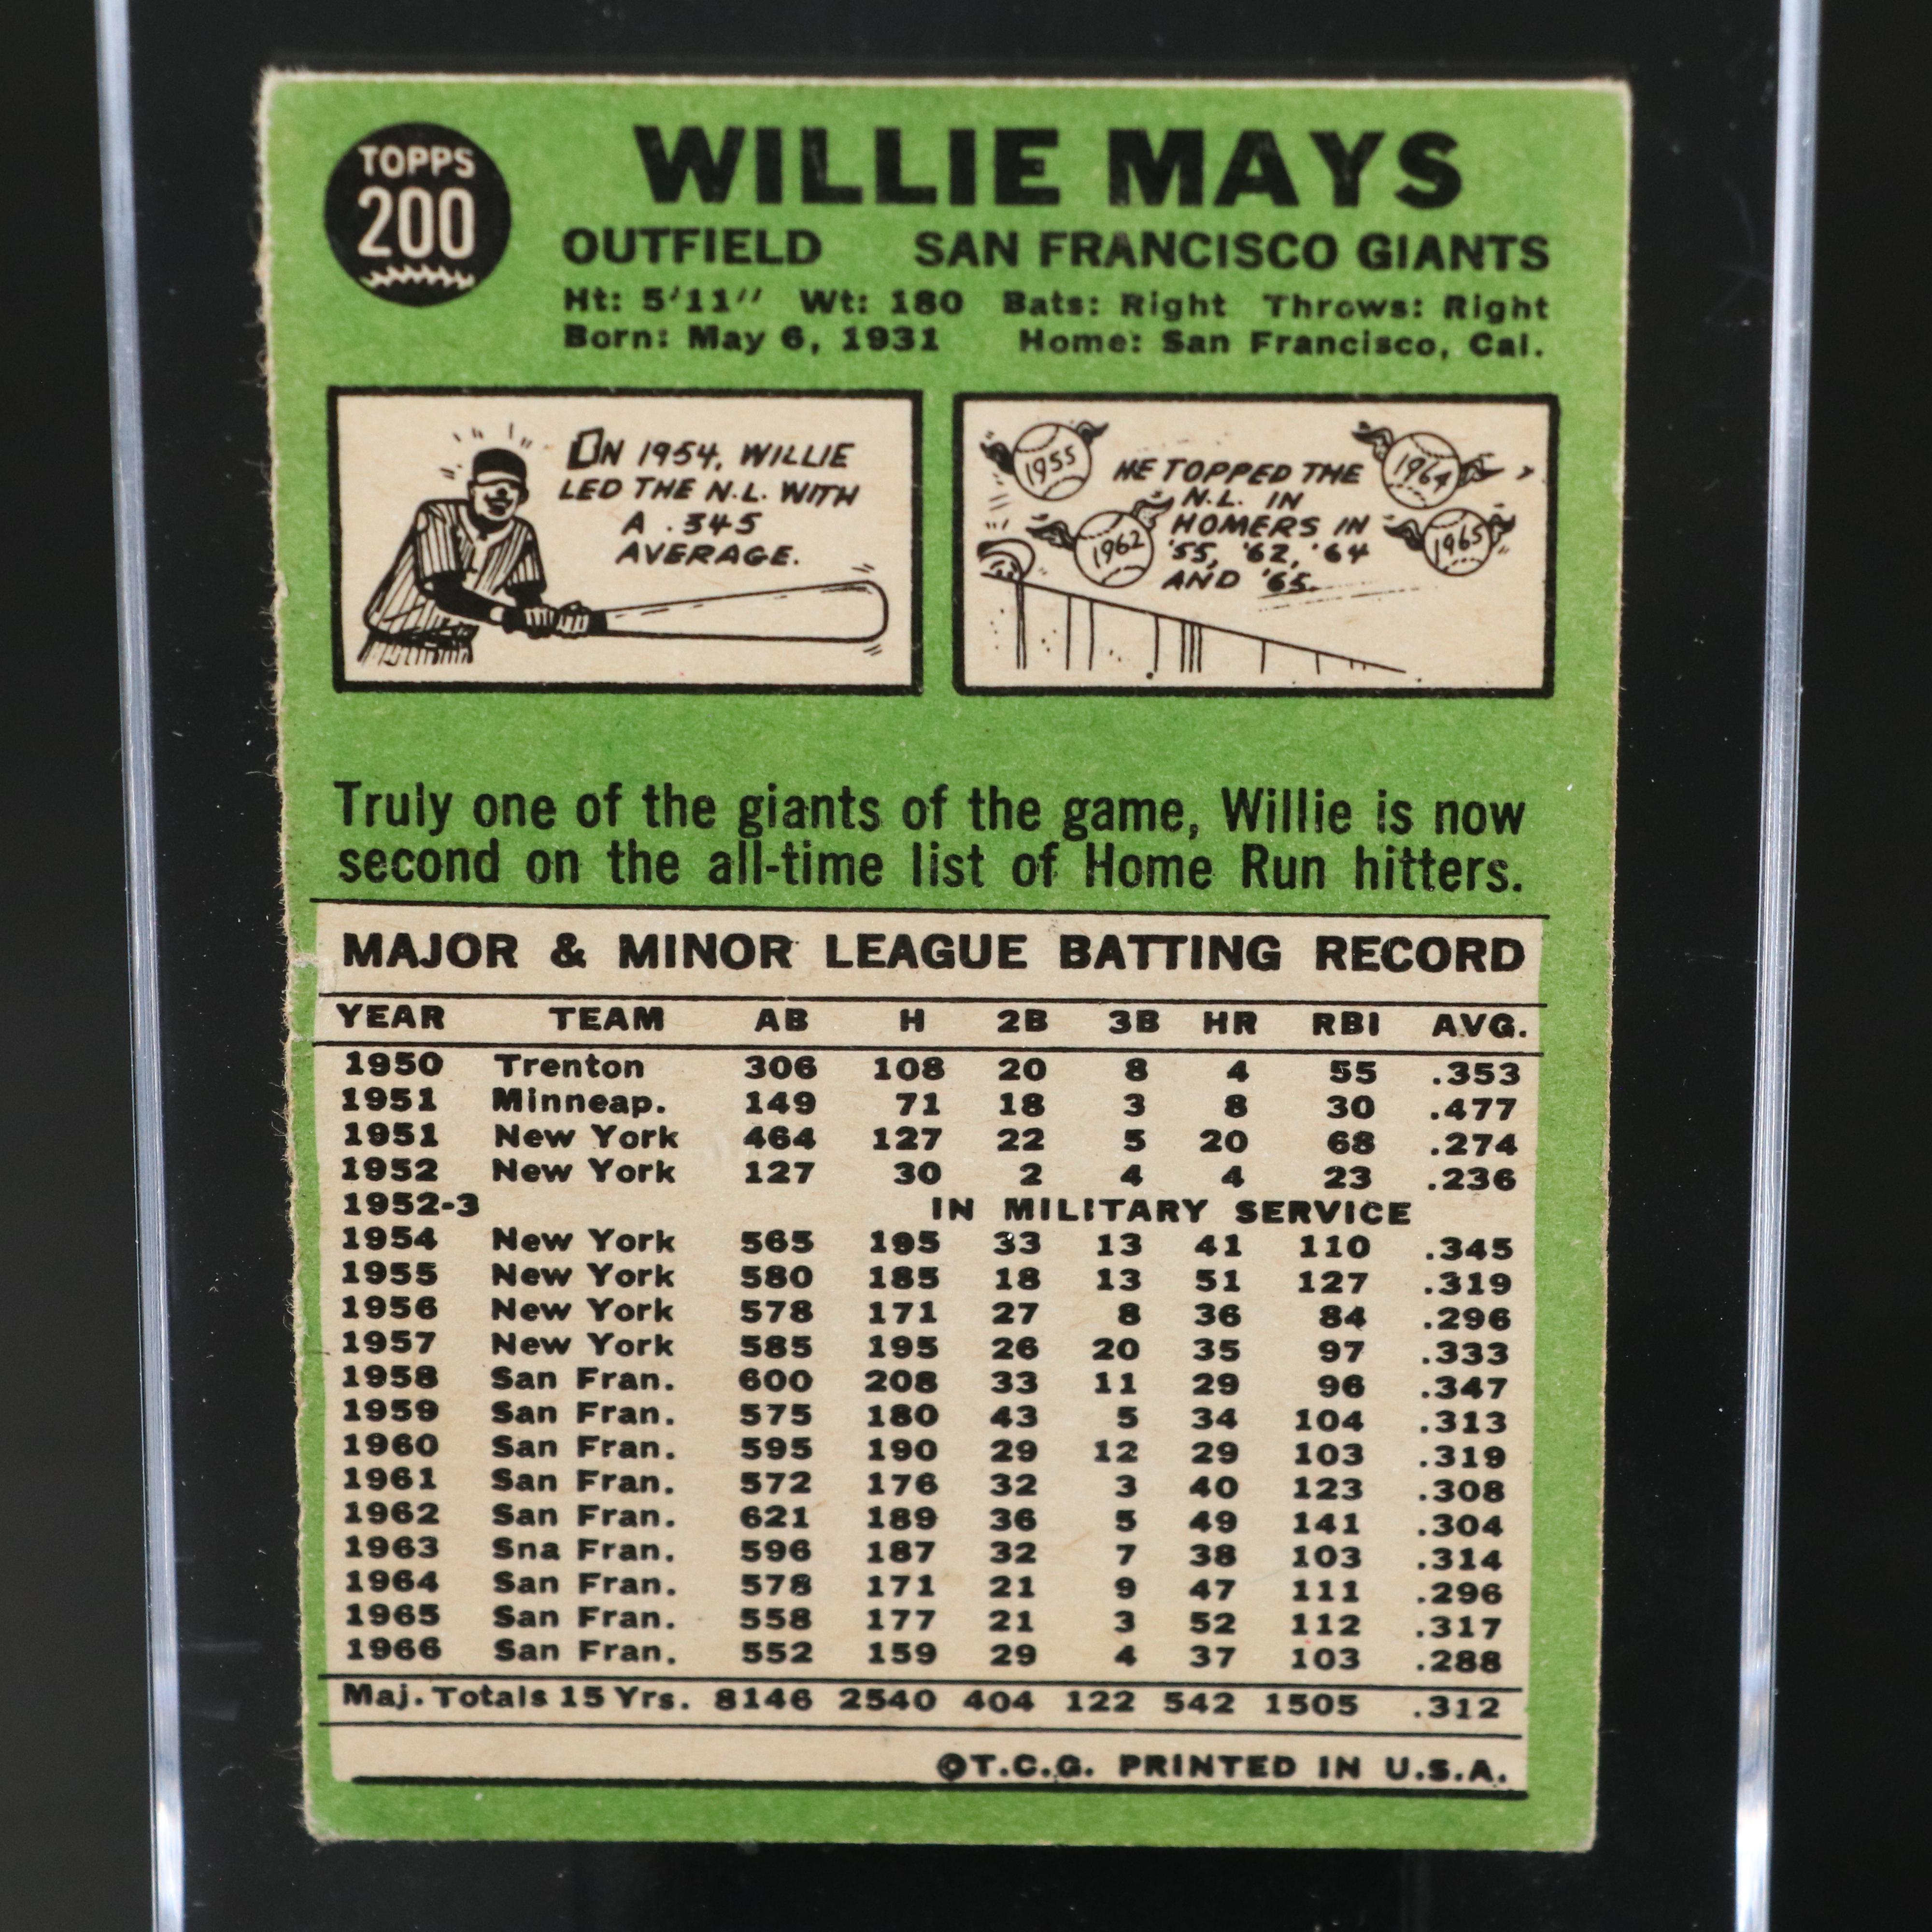 TOPPS
200
WILLIE MAYS
OUTFIELD SAN FRANCISCO GIANTS
Ht: 5'11" Wt: 180 Bats: Right Throws: Right
Born: May 6, 1931 Home: San Francisco, Cal.
ON 1954, WILLIE
LED THE N.L. WITH
A .345
AVERAGE.
1955
1962
HE TOPPED THE
N.L. IN
HOMERS IN
'55, '62, '64
AND '65.
1964
1965
Truly one of the giants of the game, Willie is now
second on the all-time list of Home Run hitters.
MAJOR & MINOR LEAGUE BATTING RECORD
YEAR TEAM AB H 2B 3B HR RBI AVG.
1950 Trenton 306 108 20 8 4 55 .353
1951 Minneap. 149 71 18 3 8 30 .477
1951 New York 464 127 22 5 20 68 .274
1952 New York 127 30 2 4 4 23 .236
1952-3 IN MILITARY SERVICE
1954 New York 565 195 33 13 41 110 .345
1955 New York 580 185 18 13 51 127 .319
1956 New York 578 171 27 8 36 84 .296
1957 New York 585 195 26 20 35 97 .333
1958 San Fran. 600 208 33 11 29 96 .347
1959 San Fran. 575 180 43 5 34 104 .313
1960 San Fran. 595 190 29 12 29 103 .319
1961 San Fran. 572 176 32 3 40 123 .308
1962 San Fran. 621 189 36 5 49 141 .304
1963 Sna Fran. 596 187 32 7 38 103 .314
1964 San Fran. 578 171 21 9 47 111 .296
1965 San Fran. 558 177 21 3 52 112 .317
1966 San Fran. 552 159 29 4 37 103 .288
Maj. Totals 15 Yrs. 8146 2540 404 122 542 1505 .312
©T.C.G. PRINTED IN U.S.A.